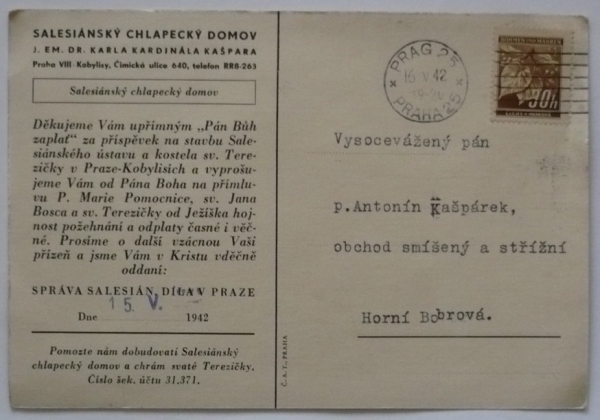 SALESIÁNSKÝ CHLAPECKÝ DOMOV
J. EM. DR. KARLA KARDINÁLA KAŠPARA
Praha VIII - Kobylisy, Čimická ulice 640, telefon RR8-263
Salesiánský chlapecký domov
Děkujeme Vám upřímným „Pán Bůh
zaplať“ za příspěvek na stavbu Sale-
siánského ústavu a kostela sv. Tere-
zičky v Praze-Kobylisích a vyprošu-
jeme Vám od Pána Boha na přímlu-
vu P. Marie Pomocnice, sv. Jana
Bosca a sv. Terezičky od Ježíška hoj-
nost požehnání a odplaty časné i věč-
né. Prosíme o další vzácnou Vaši
přízeň a jsme Vám v Kristu vděčně
oddaní:
SPRÁVA SALESIÁN. DÍLA V PRAZE
15. V.
Dne 1942
Pomozte nám dobudovati Salesiánský
chlapecký domov a chrám svaté Terezičky.
Číslo šek. účtu 31.371.
Č. A. T., PRAHA
PRAG 25
16. V. 42
PRAHA 25
30h
Vysocevážený pán
p.Antonín Kašpárek,
obchod smíšený a střížní
Horní Bobrová.